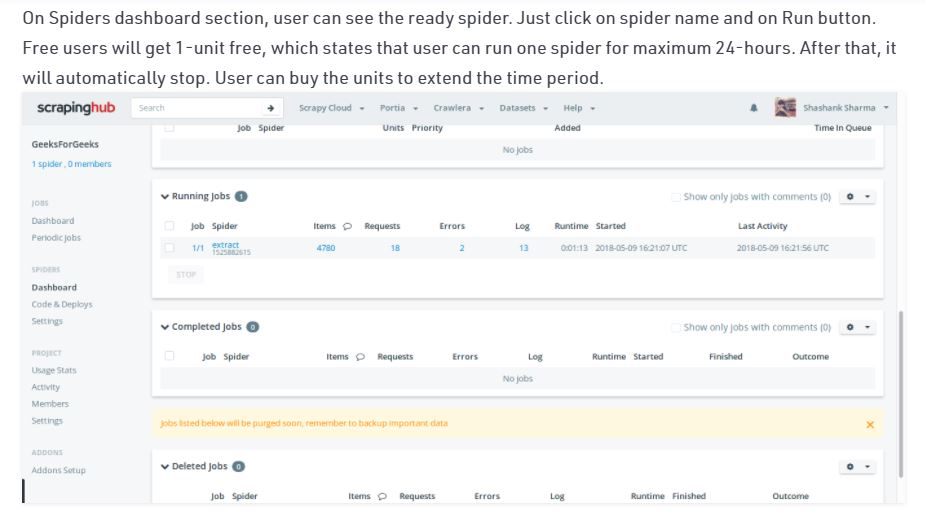 On Spiders dashboard section, user can see the ready spider. Just click on spider name and on Run button.
Free users will get 1-unit free, which states that user can run one spider for maximum 24-hours. After that, it
will automatically stop. User can buy the units to extend the time period.
scrapinghub Search Scrapy Cloud Portia Crawlera Datasets Help Shashank Sharma
Job Spider Units Priority Added Time In Queue
No jobs
GeeksForGeeks
1 spider, 0 members
JOBS
Dashboard
Periodic Jobs
SPIDERS
Dashboard
Code & Deploys
Settings
PROJECT
Usage Stats
Activity
Members
Settings
ADDONS
Addons Setup
Running Jobs 1 Show only jobs with comments (0)
Job Spider Items Requests Errors Log Runtime Started Last Activity
1/1 extract 4780 18 2 13 0:01:13 2018-05-09 16:21:07 UTC 2018-05-09 16:21:56 UTC
1525882615
STOP
Completed Jobs 0 Show only jobs with comments (0)
Job Spider Items Requests Errors Log Runtime Started Finished Outcome
No jobs
Jobs listed below will be purged soon, remember to backup important data
Deleted Jobs 0
Job Spider Items Requests Errors Log Runtime Finished Outcome